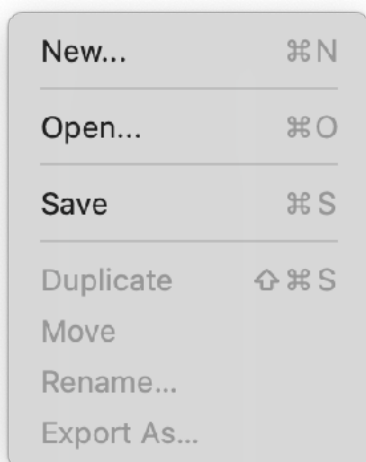 New... ⌘N
Open... ⌘O
Save ⌘S
Duplicate ⇧⌘S
Move
Rename...
Export As...